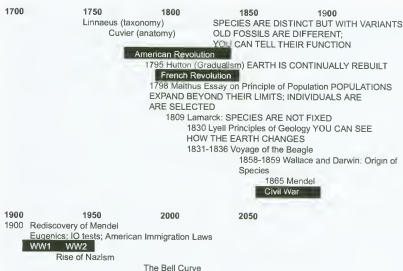 1700 1750 1800 1850 1900
Linnaeus (taxonomy) SPECIES ARE DISTINCT BUT WITH VARIANTS
Cuvier (anatomy) OLD FOSSILS ARE DIFFERENT;
YOU CAN TELL THEIR FUNCTION
American Revolution
1795 Hutton (Gradualism) EARTH IS CONTINUALLY REBUILT
French Revolution
1798 Malthus Essay on Principle of Population POPULATIONS
EXPAND BEYOND THEIR LIMITS; INDIVIDUALS ARE
ARE SELECTED
1809 Lamarck: SPECIES ARE NOT FIXED
1830 Lyell Principles of Geology YOU CAN SEE
HOW THE EARTH CHANGES
1831-1836 Voyage of the Beagle
1858-1859 Wallace and Darwin: Origin of
Species
1865 Mendel
Civil War
1900 1950 2000 2050
1900 Rediscovery of Mendel
Eugenics; IQ tests; American Immigration Laws
WW1 WW2
Rise of Nazism
The Bell Curve